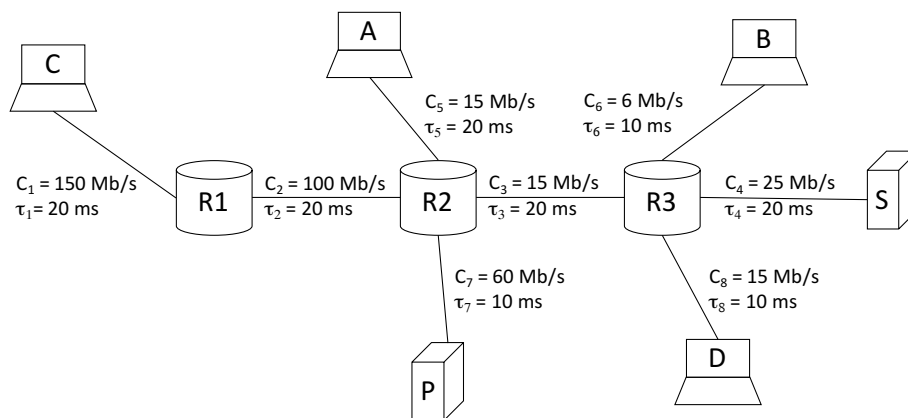 A
B
C
C₅ = 15 Mb/s
τ₅ = 20 ms
C₆ = 6 Mb/s
τ₆ = 10 ms
C₁ = 150 Mb/s
τ₁= 20 ms
R1
C₂ = 100 Mb/s
τ₂ = 20 ms
R2
C₃ = 15 Mb/s
τ₃ = 20 ms
R3
C₄ = 25 Mb/s
τ₄ = 20 ms
S
C₇ = 60 Mb/s
τ₇ = 10 ms
C₈ = 15 Mb/s
τ₈ = 10 ms
P
D